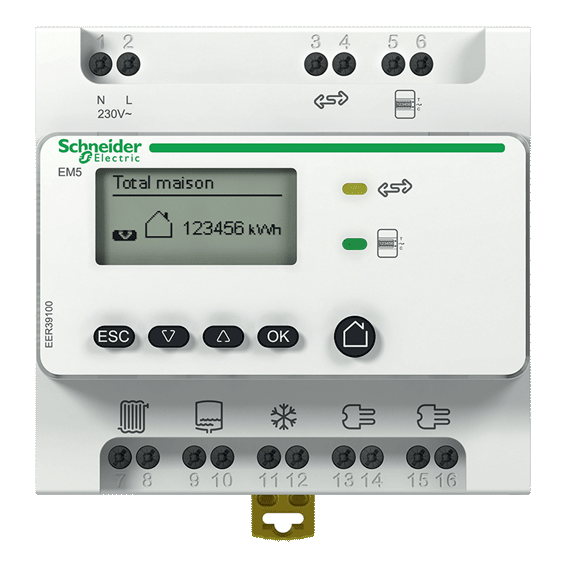 1 2 3 4 5 6
N L
230V~
Schneider
Electric
EM5
Total maison
123456 kWh
EER39100
ESC OK
7 8 9 10 11 12 13 14 15 16